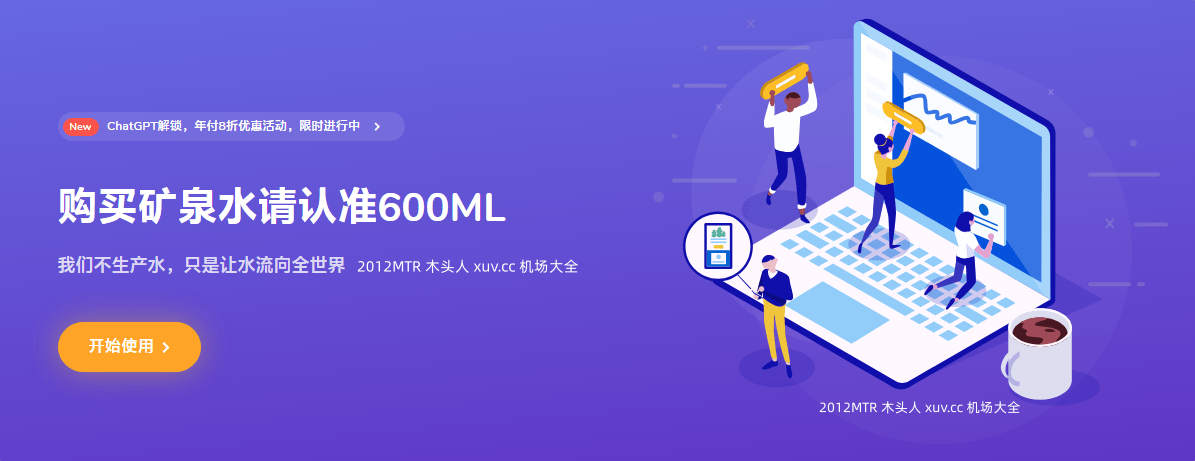 New ChatGPT解锁，年付8折优惠活动，限时进行中
购买矿泉水请认准600ML
我们不生产水，只是让水流向全世界 2012MTR 木头人 xuv.cc 机场大全
开始使用
2012MTR 木头人 xuv.cc 机场大全